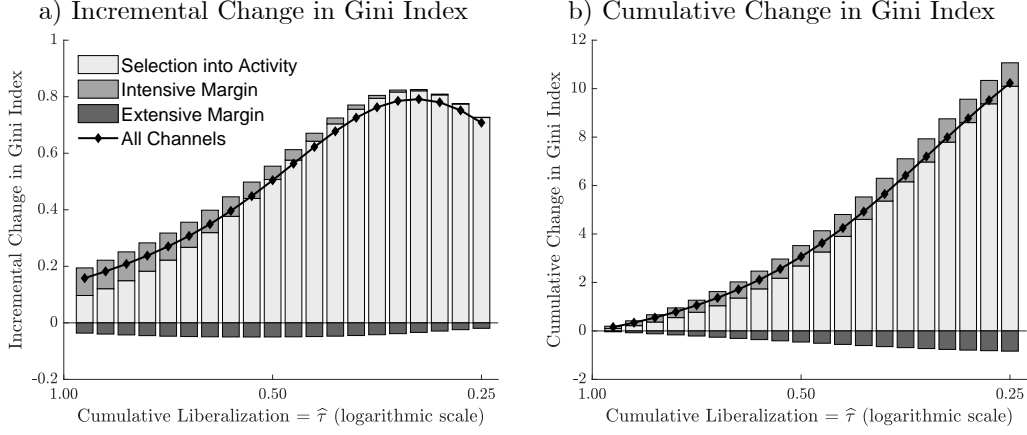 a) Incremental Change in Gini Index
Incremental Change in Gini Index
1
0.8
0.6
0.4
0.2
0
-0.2
Selection into Activity
Intensive Margin
Extensive Margin
All Channels
1.00
0.50
0.25
Cumulative Liberalization = τ̂ (logarithmic scale)
b) Cumulative Change in Gini Index
Cumulative Change in Gini Index
12
10
8
6
4
2
0
-2
1.00
0.50
0.25
Cumulative Liberalization = τ̂ (logarithmic scale)